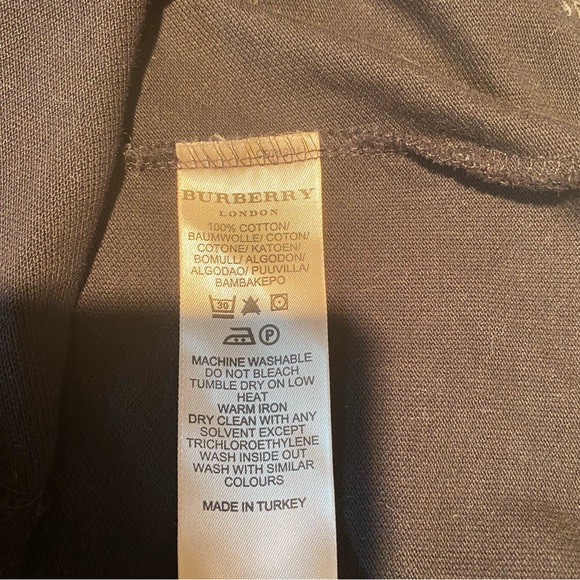 BURBERRY
LONDON
100% COTTON/
BAUMWOLLE/ COTON/
COTONE/ KATOEN/
BOMULL/ ALGODON/
ALGODAO/ PUUVILLA/
BAMBAKEPO
30
P
MACHINE WASHABLE
DO NOT BLEACH
TUMBLE DRY ON LOW
HEAT
WARM IRON
DRY CLEAN WITH ANY
SOLVENT EXCEPT
TRICHLOROETHYLENE
WASH INSIDE OUT
WASH WITH SIMILAR
COLOURS
MADE IN TURKEY